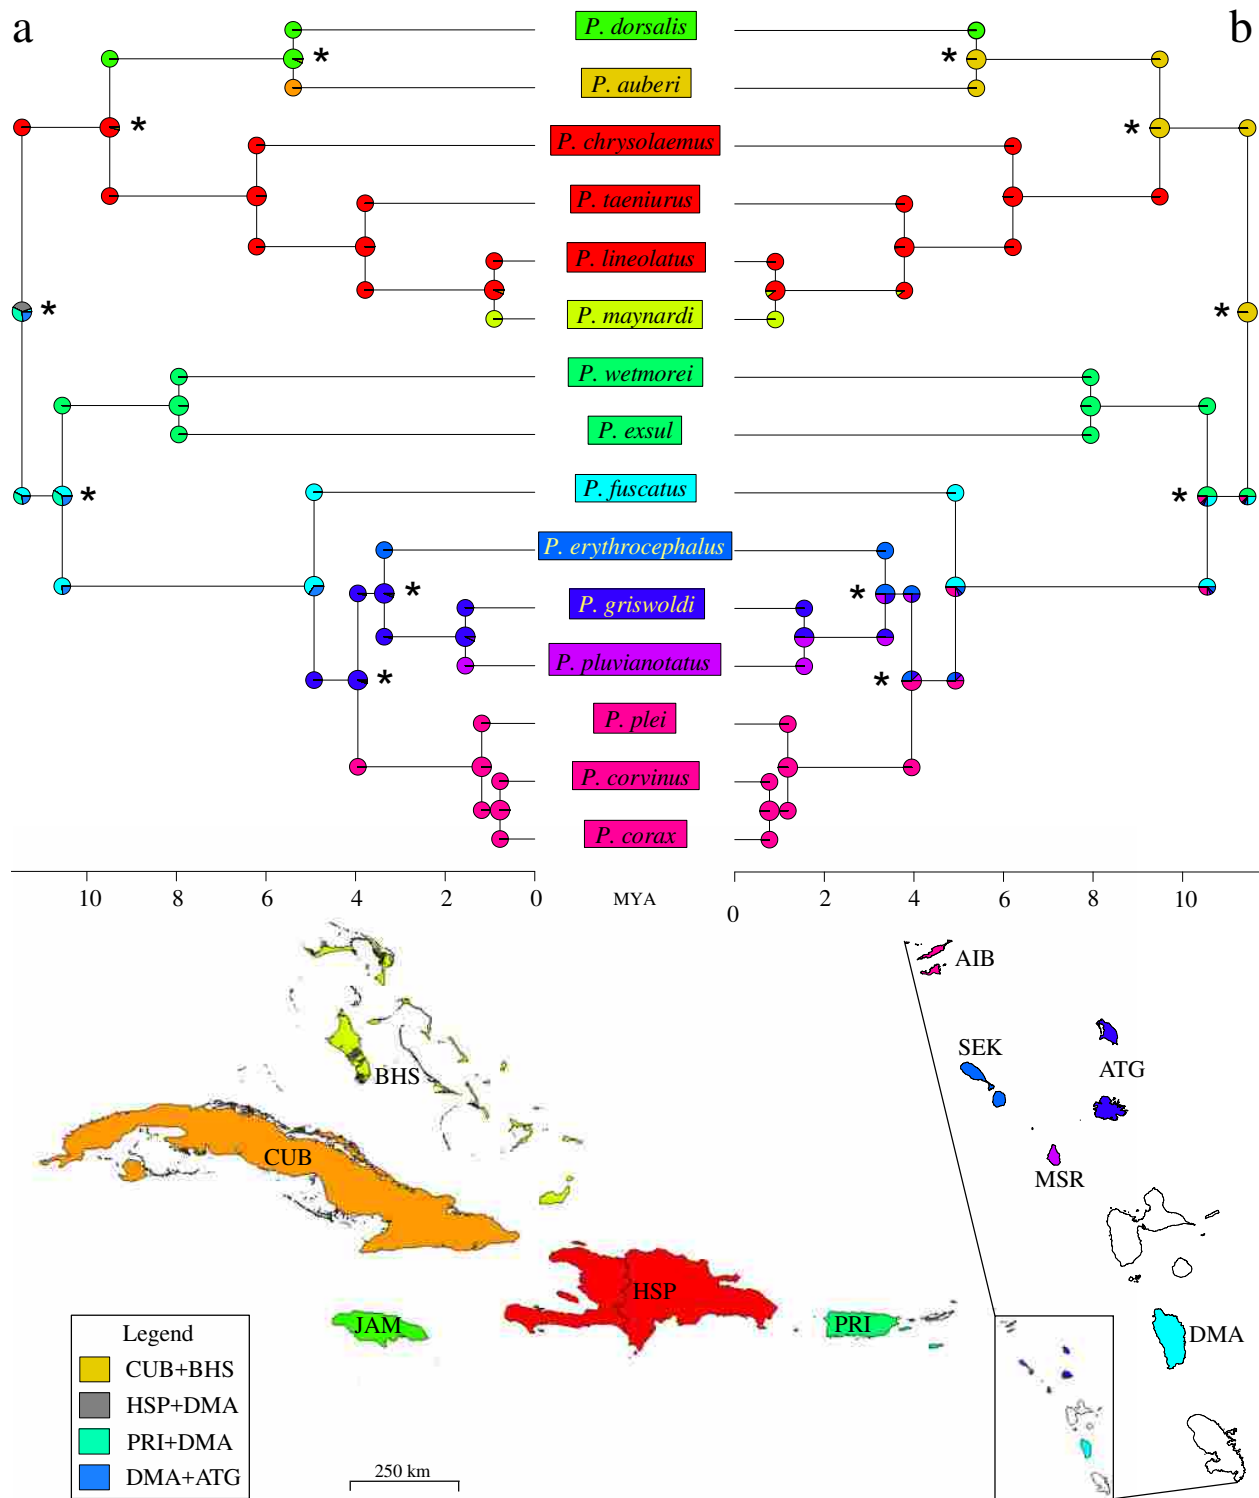 a
b
P. dorsalis
P. auberi
P. chrysolaemus
P. taeniurus
P. lineolatus
P. maynardi
P. wetmorei
P. exsul
P. fuscatus
P. erythrocephalus
P. griswoldi
P. pluvianotatus
P. plei
P. corvinus
P. corax
*
*
*
*
*
*
*
*
*
*
*
*
10 8 6 4 2 0 MYA 0 2 4 6 8 10
AIB
SEK
ATG
BHS
CUB
MSR
HSP
JAM
PRI
DMA
Legend
CUB+BHS
HSP+DMA
PRI+DMA
DMA+ATG
250 km